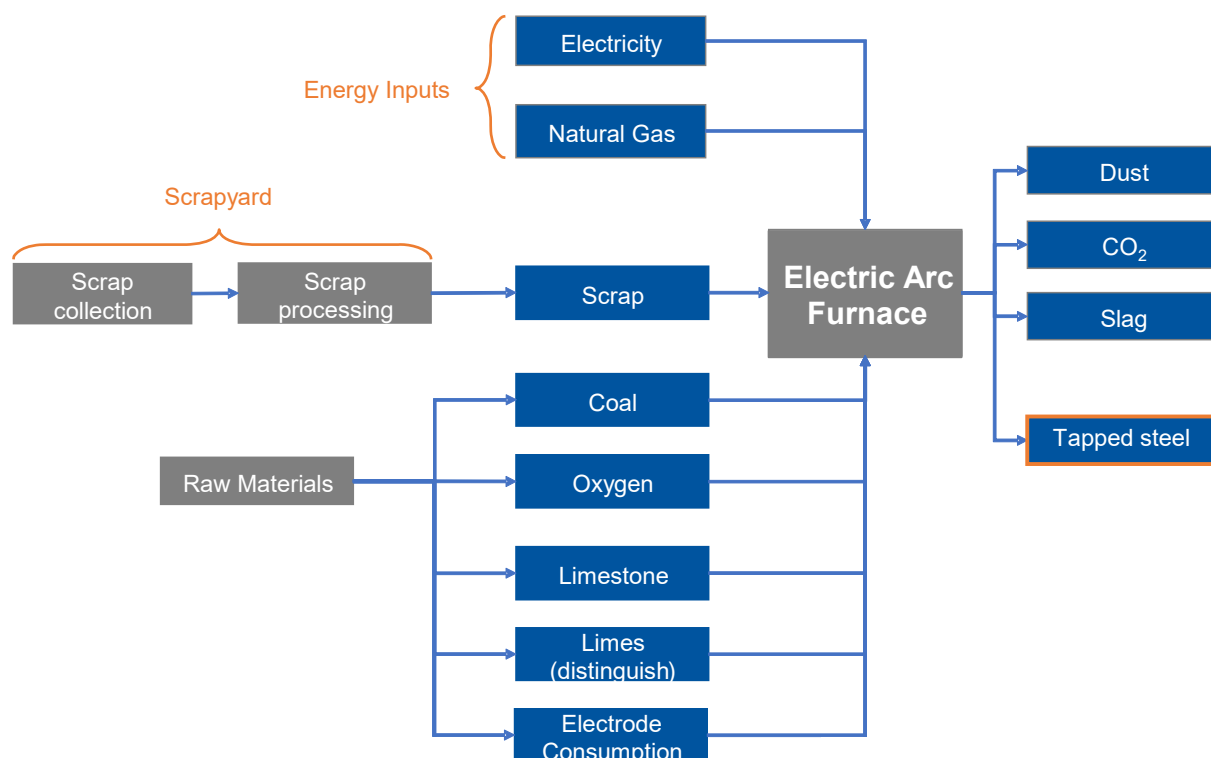 Electricity
Energy Inputs
Natural Gas
Dust
Scrapyard
CO₂
Scrap
collection
Scrap
processing
Scrap
Electric Arc
Furnace
Slag
Coal
Tapped steel
Raw Materials
Oxygen
Limestone
Limes
(distinguish)
Electrode
Consumption